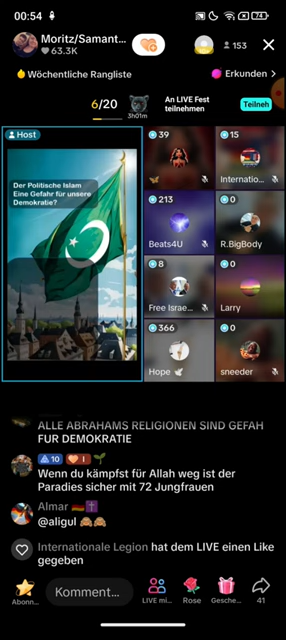 00:54
74
Moritz/Samant...
63.3K
153
Wöchentliche Rangliste
Erkunden >
6/20
3h01m
An LIVE Fest
teilnehmen
Teilneh
Host
Der Politische Islam
Eine Gefahr für unsere
Demokratie?
39
15
Internatio...
213
Beats4U
0
R.BigBody
8
Free Israe...
0
Larry
366
Hope
0
sneeder
ALLE ABRAHAMS RELIGIONEN SIND GEFAH
FUR DEMOKRATIE
10
I
Wenn du kämpfst für Allah weg ist der
Paradies sicher mit 72 Jungfrauen
Almar
@aligul
Internationale Legion hat dem LIVE einen Like
gegeben
Komment...
Abonn...
LIVE mi...
Rose
Gesche...
41